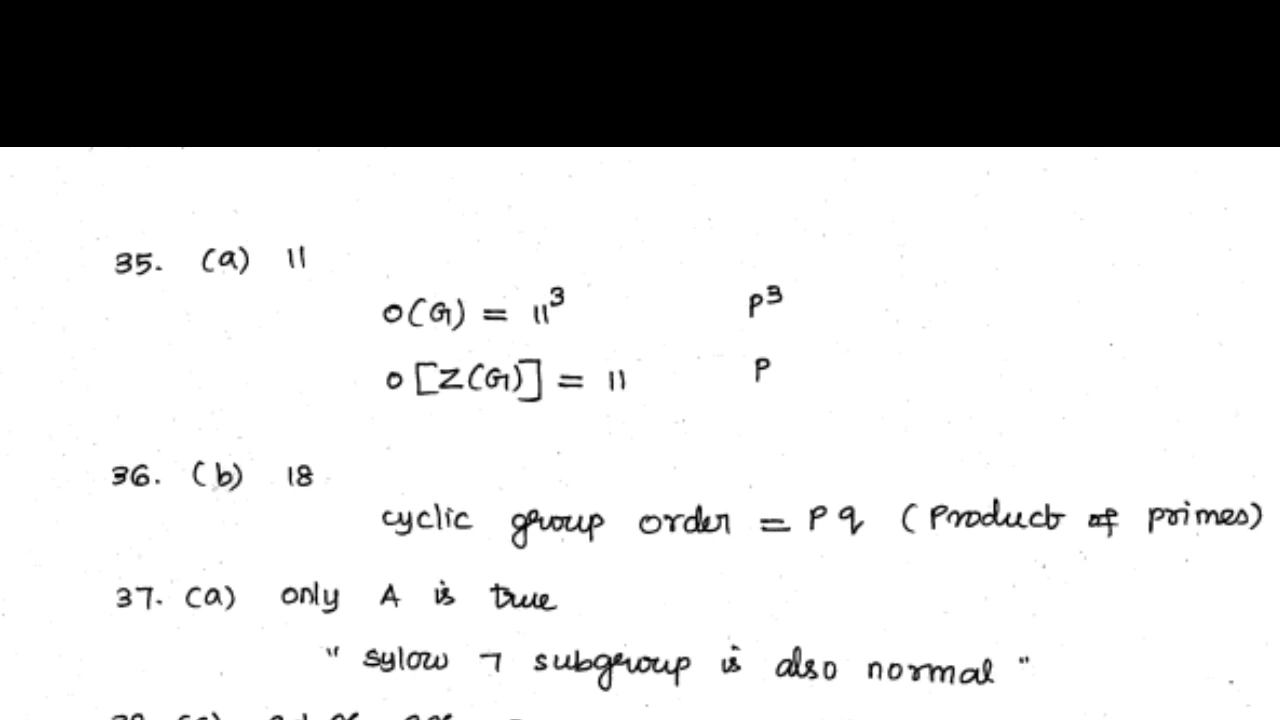 35. (a) 11
O(G) = 11³ P³
O[Z(G)] = 11 P
36. (b) 18
cyclic group order = Pq (Product of primes)
37. (a) only A is true
" sylow 7 subgroup is also normal "